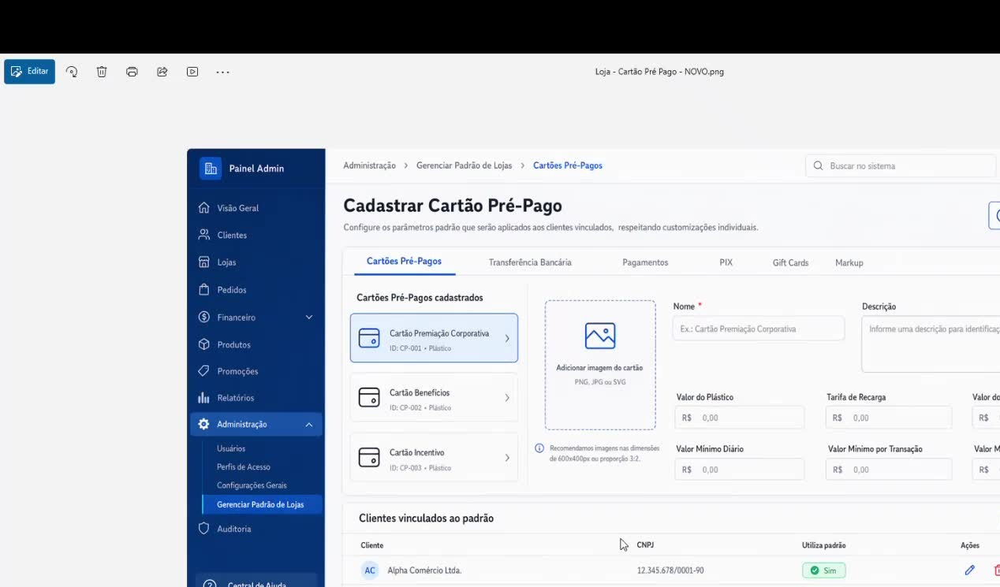 Editar
Loja - Cartão Pré Pago - NOVO.png
Painel Admin
Visão Geral
Clientes
Lojas
Pedidos
Financeiro
Produtos
Promoções
Relatórios
Administração
Usuários
Perfis de Acesso
Configurações Gerais
Gerenciar Padrão de Lojas
Auditoria
Central de Ajuda
Administração > Gerenciar Padrão de Lojas > Cartões Pré-Pagos
Buscar no sistema
Cadastrar Cartão Pré-Pago
Configure os parâmetros padrão que serão aplicados aos clientes vinculados, respeitando customizações individuais.
Cartões Pré-Pagos Transferência Bancária Pagamentos PIX Gift Cards Markup
Cartões Pré-Pagos cadastrados
Cartão Premiação Corporativa
ID: CP-001 • Plástico
Cartão Benefícios
ID: CP-002 • Plástico
Cartão Incentivo
ID: CP-003 • Plástico
Adicionar imagem do cartão
PNG, JPG ou SVG
Recomendamos imagens nas dimensões
de 600x400px ou proporção 3:2.
Nome *
Ex.: Cartão Premiação Corporativa
Descrição
Informe uma descrição para identificaç
Valor do Plástico Tarifa de Recarga Valor do
R$ 0,00 R$ 0,00 R$
Valor Mínimo Diário Valor Mínimo por Transação Valor M
R$ 0,00 R$ 0,00 R$
Clientes vinculados ao padrão
Cliente CNPJ Utiliza padrão Ações
AC Alpha Comércio Ltda. 12.345.678/0001-90 Sim